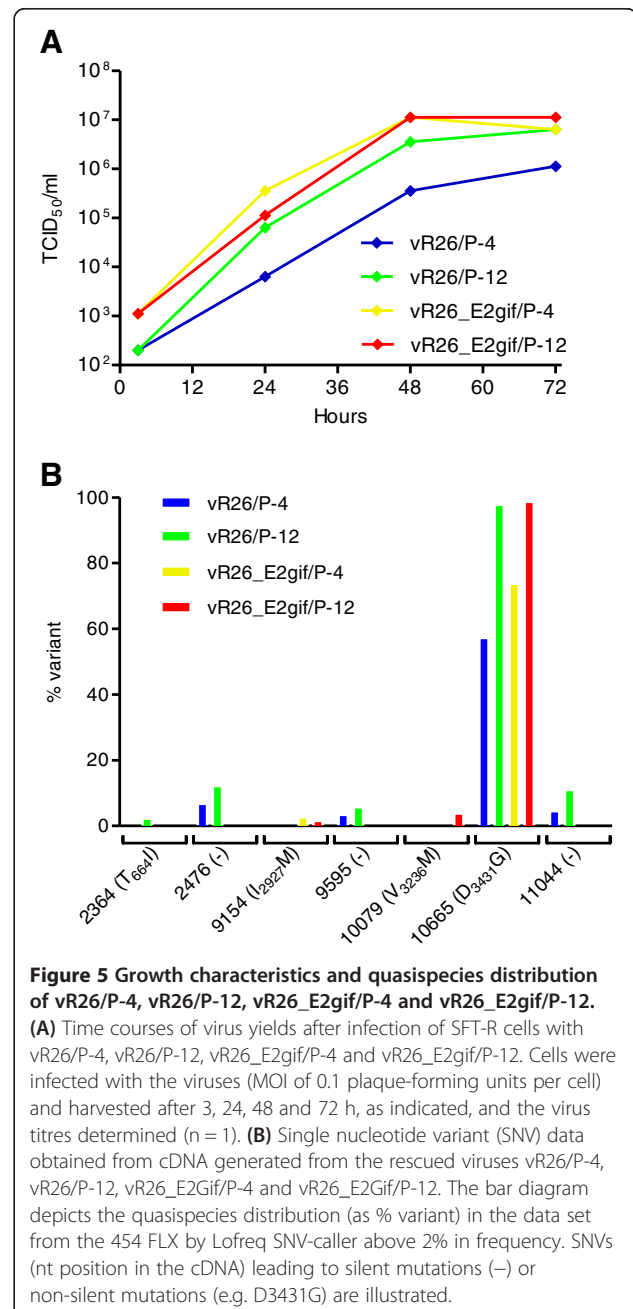 A
10⁸
10⁷
10⁶
10⁵
10⁴
10³
10²
TCID₅₀/ml
vR26/P-4
vR26/P-12
vR26_E2gif/P-4
vR26_E2gif/P-12
0 12 24 36 48 60 72
Hours
B
100
80
60
40
20
0
% variant
vR26/P-4
vR26/P-12
vR26_E2gif/P-4
vR26_E2gif/P-12
2364 (T₆₆₄I)
2476 (-)
9154 (I₂₉₂₇M)
9595 (-)
10079 (V₃₂₃₆M)
10665 (D₃₄₃₁G)
11044 (-)
Figure 5 Growth characteristics and quasispecies distribution
of vR26/P-4, vR26/P-12, vR26_E2gif/P-4 and vR26_E2gif/P-12.
(A) Time courses of virus yields after infection of SFT-R cells with
vR26/P-4, vR26/P-12, vR26_E2gif/P-4 and vR26_E2gif/P-12. Cells were
infected with the viruses (MOI of 0.1 plaque-forming units per cell)
and harvested after 3, 24, 48 and 72 h, as indicated, and the virus
titres determined (n = 1). (B) Single nucleotide variant (SNV) data
obtained from cDNA generated from the rescued viruses vR26/P-4,
vR26/P-12, vR26_E2Gif/P-4 and vR26_E2Gif/P-12. The bar diagram
depicts the quasispecies distribution (as % variant) in the data set
from the 454 FLX by Lofreq SNV-caller above 2% in frequency. SNVs
(nt position in the cDNA) leading to silent mutations (−) or
non-silent mutations (e.g. D3431G) are illustrated.